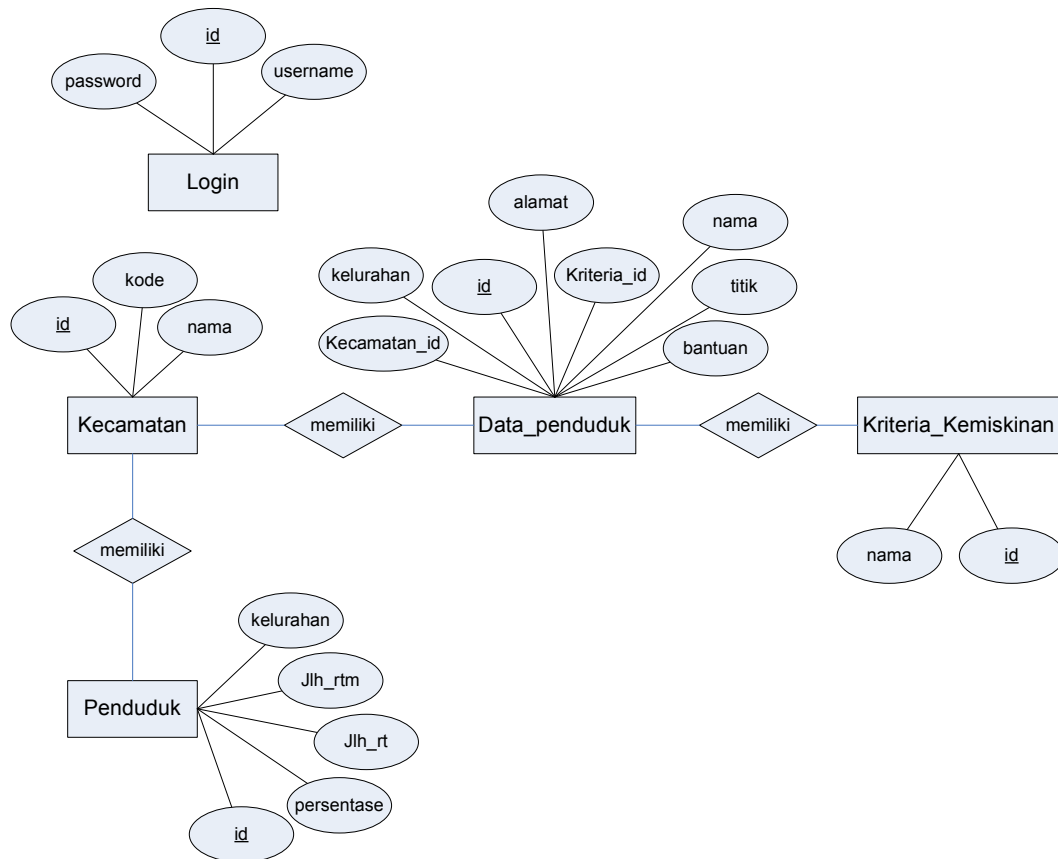 id
password
username
Login
alamat
nama
kelurahan
id
Kriteria_id
titik
Kecamatan_id
bantuan
kode
id
nama
Kecamatan
memiliki
Data_penduduk
memiliki
Kriteria_Kemiskinan
nama
id
memiliki
kelurahan
Jlh_rtm
Penduduk
Jlh_rt
persentase
id